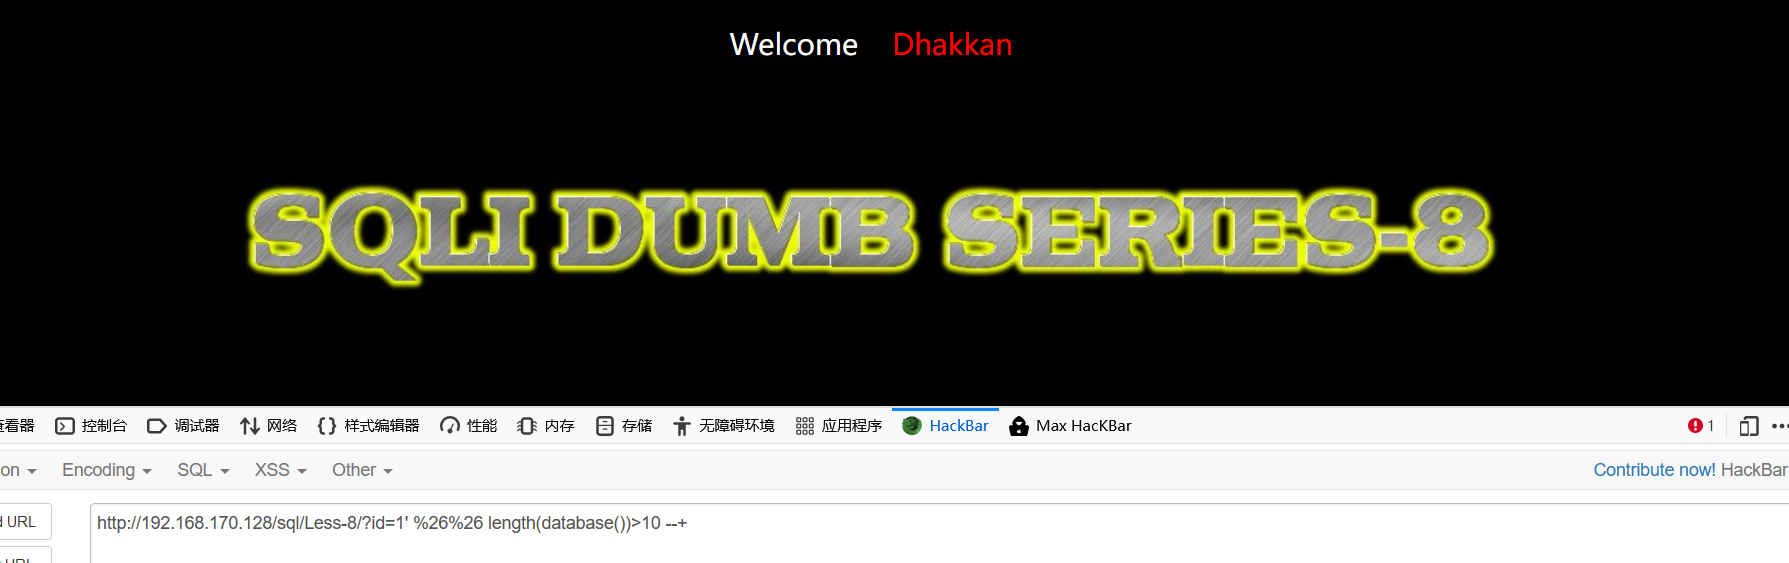 Welcome Dhakkan
SQLI DUMB SERIES-8
查看器 控制台 调试器 网络 样式编辑器 性能 内存 存储 无障碍环境 应用程序 HackBar Max HacKBar 1
on Encoding SQL XSS Other Contribute now! HackBar
d URL http://192.168.170.128/sql/Less-8/?id=1' %26%26 length(database())>10 --+
URL